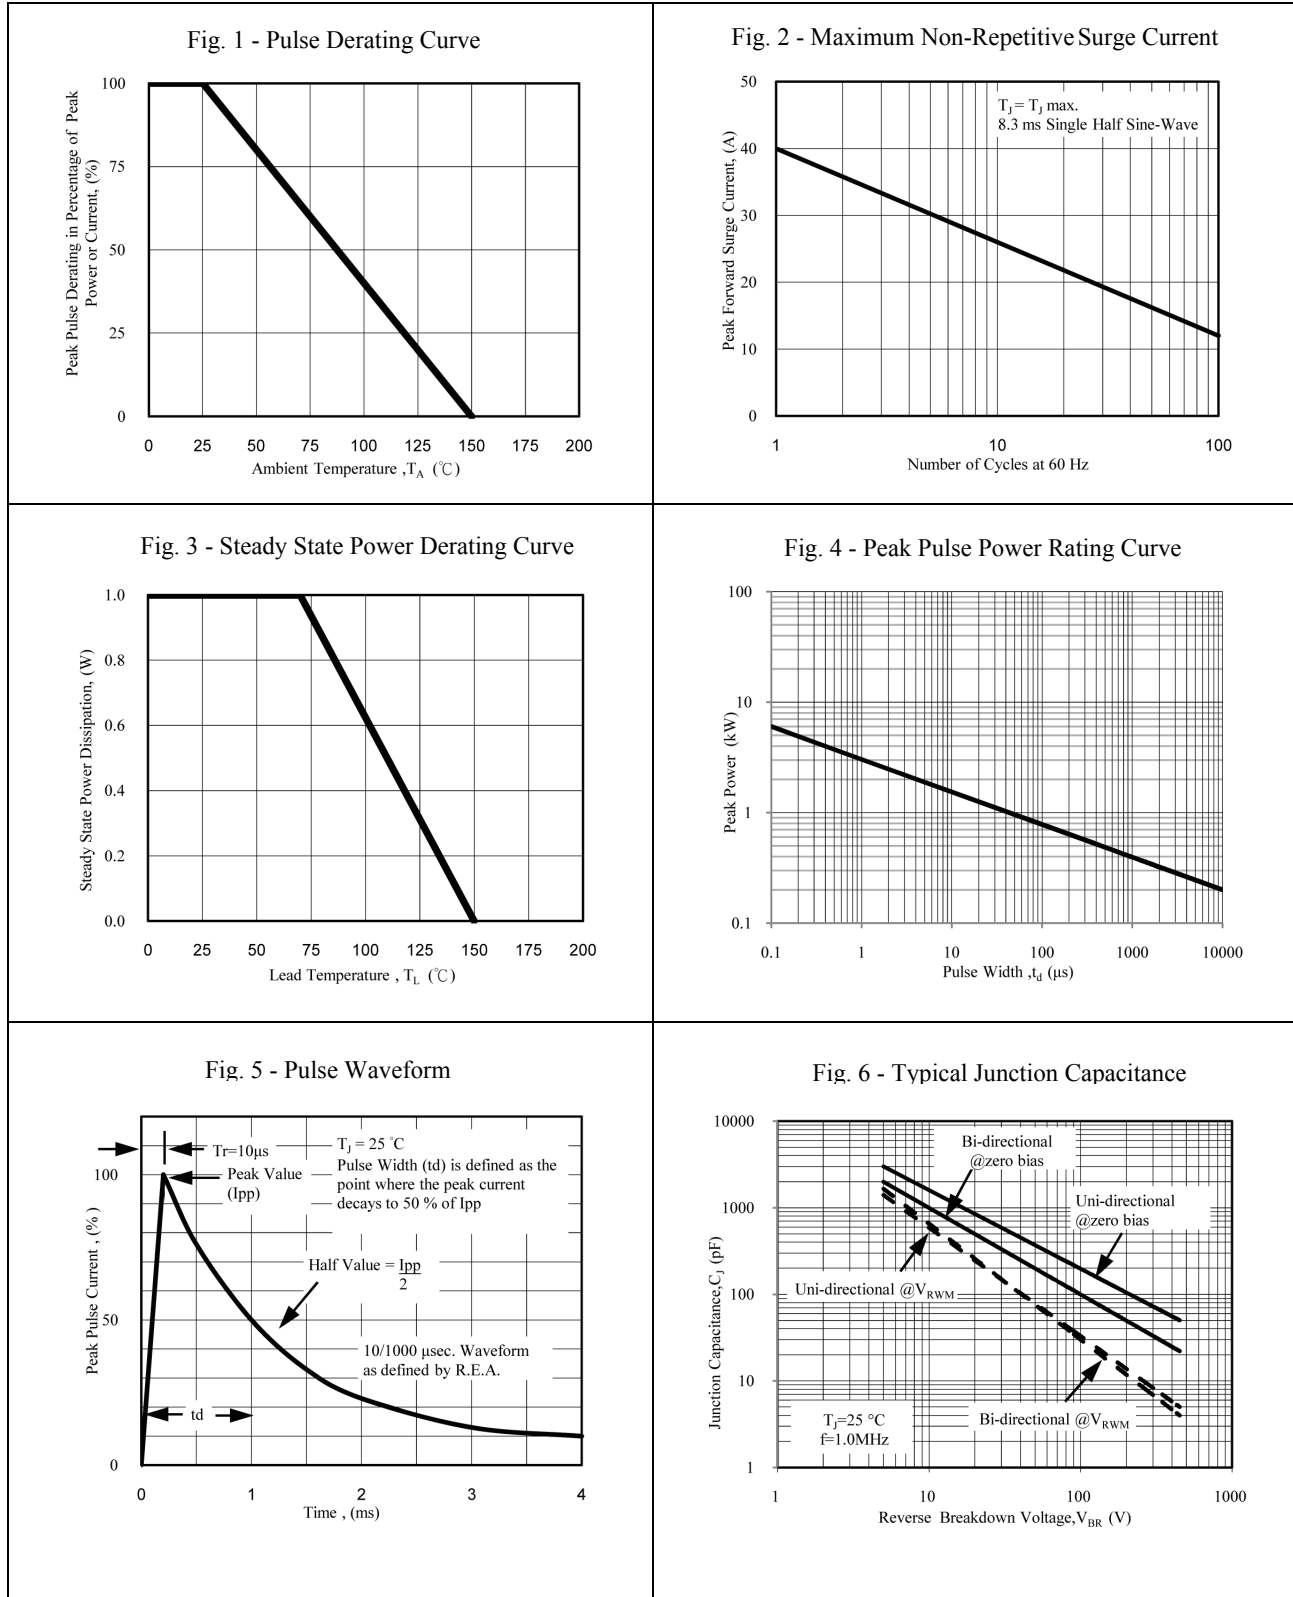 Fig. 1 - Pulse Derating Curve
Peak Pulse Derating in Percentage of Peak
Power or Current, (%)
100
75
50
25
0
0 25 50 75 100 125 150 175 200
Ambient Temperature ,TA (℃)
Fig. 2 - Maximum Non-Repetitive Surge Current
Peak Forward Surge Current, (A)
50
40
30
20
10
0
TJ = TJ max.
8.3 ms Single Half Sine-Wave
1 10 100
Number of Cycles at 60 Hz
Fig. 3 - Steady State Power Derating Curve
Steady State Power Dissipation, (W)
1.0
0.8
0.6
0.4
0.2
0.0
0 25 50 75 100 125 150 175 200
Lead Temperature , TL (℃)
Fig. 4 - Peak Pulse Power Rating Curve
Peak Power (kW)
100
10
1
0.1
0.1 1 10 100 1000 10000
Pulse Width ,td (μs)
Fig. 5 - Pulse Waveform
Peak Pulse Current , (%)
Tr=10μs
Peak Value
(Ipp)
TJ = 25 °C
Pulse Width (td) is defined as the
point where the peak current
decays to 50 % of Ipp
100
50
0
Half Value = Ipp
2
10/1000 μsec. Waveform
as defined by R.E.A.
td
0 1 2 3 4
Time , (ms)
Fig. 6 - Typical Junction Capacitance
Junction Capacitance,CJ (pF)
10000
1000
100
10
1
Bi-directional
@zero bias
Uni-directional
@zero bias
Uni-directional @VRWM
Bi-directional @VRWM
TJ=25 °C
f=1.0MHz
1 10 100 1000
Reverse Breakdown Voltage,VBR (V)